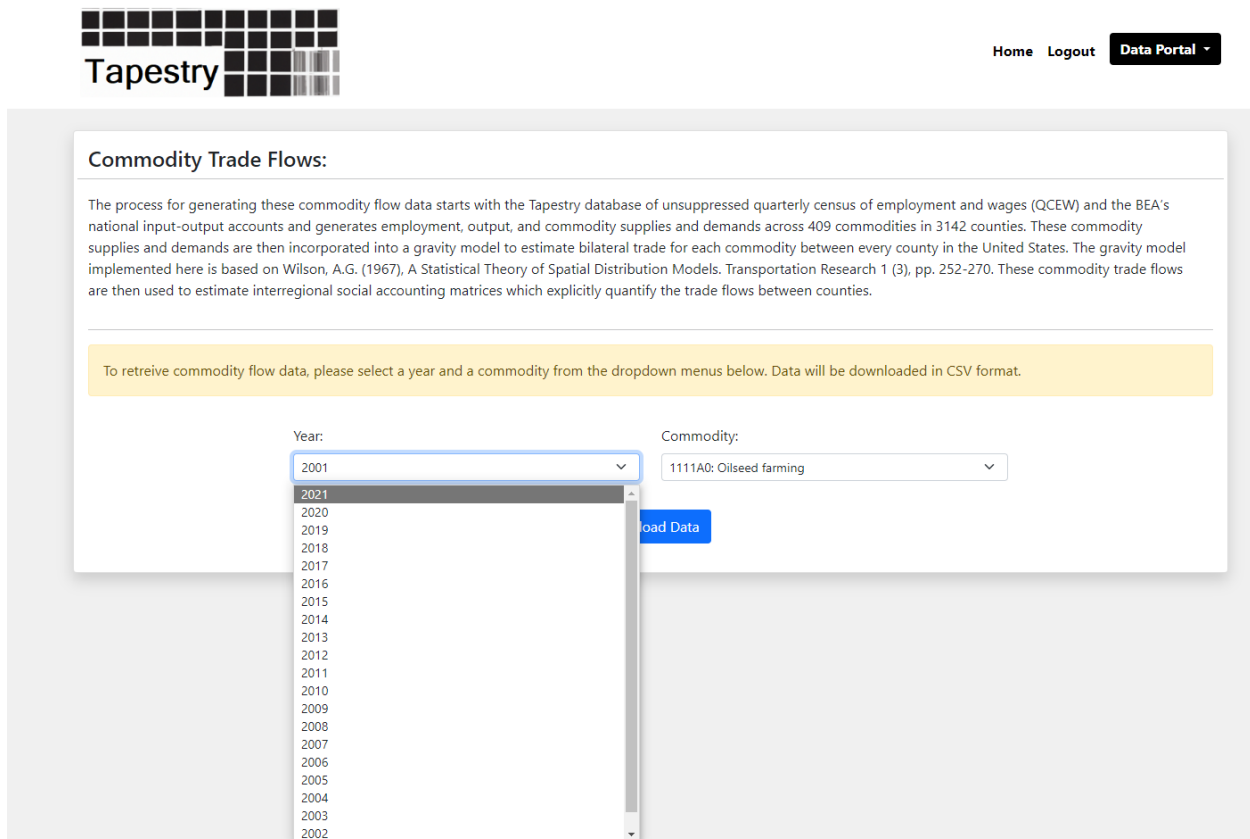 Tapestry
Home Logout Data Portal
Commodity Trade Flows:
The process for generating these commodity flow data starts with the Tapestry database of unsuppressed quarterly census of employment and wages (QCEW) and the BEA's
national input-output accounts and generates employment, output, and commodity supplies and demands across 409 commodities in 3142 counties. These commodity
supplies and demands are then incorporated into a gravity model to estimate bilateral trade for each commodity between every county in the United States. The gravity model
implemented here is based on Wilson, A.G. (1967), A Statistical Theory of Spatial Distribution Models. Transportation Research 1 (3), pp. 252-270. These commodity trade flows
are then used to estimate interregional social accounting matrices which explicitly quantify the trade flows between counties.
To retreive commodity flow data, please select a year and a commodity from the dropdown menus below. Data will be downloaded in CSV format.
Year: Commodity:
2001 1111A0: Oilseed farming
2021
2020
2019
load Data
2018
2017
2016
2015
2014
2013
2012
2011
2010
2009
2008
2007
2006
2005
2004
2003
2002